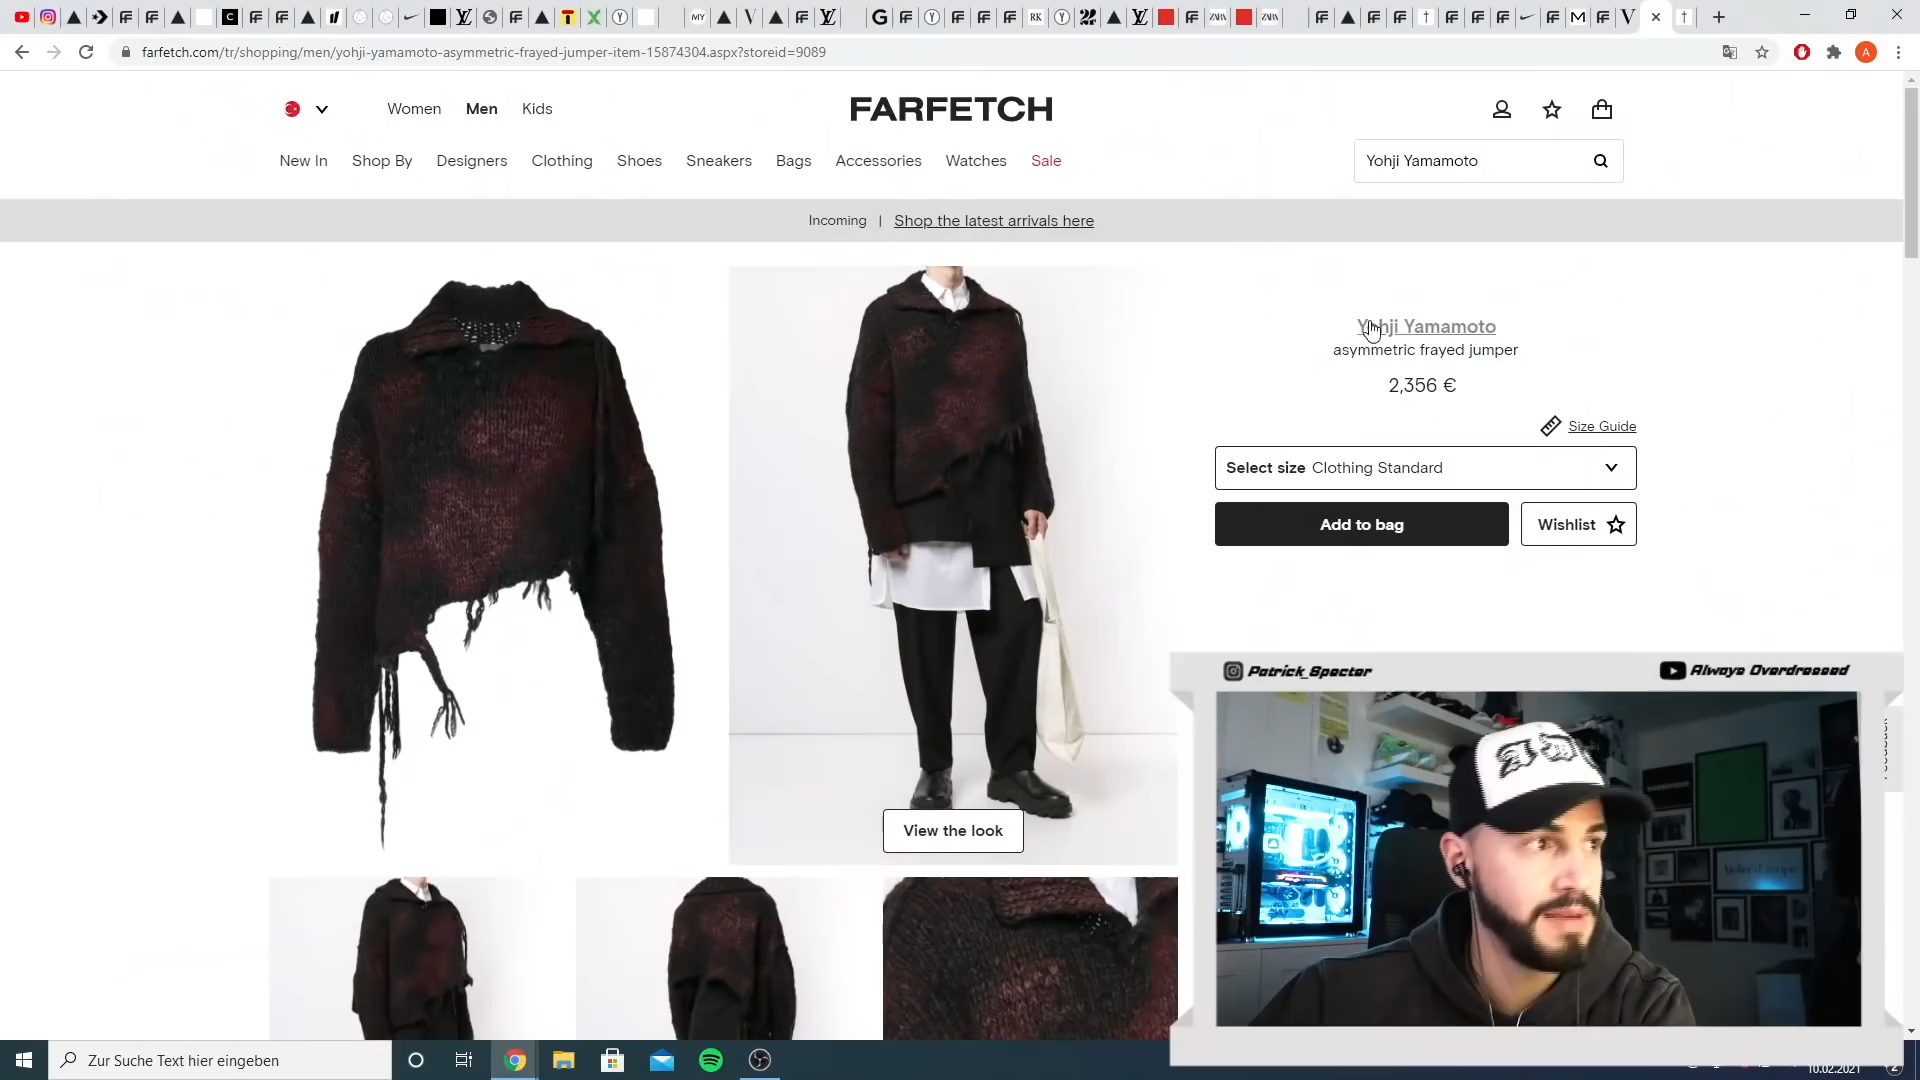 farfetch.com/tr/shopping/men/yohji-yamamoto-asymmetric-frayed-jumper-item-15874304.aspx?storeid=9089
Women Men Kids
FARFETCH
New In Shop By Designers Clothing Shoes Sneakers Bags Accessories Watches Sale
Yohji Yamamoto
Incoming | Shop the latest arrivals here
Yohji Yamamoto
asymmetric frayed jumper
2,356 €
Size Guide
Select size Clothing Standard
Add to bag
Wishlist
View the look
Patrick_Specter
Always Overdressed
Zur Suche Text hier eingeben
10.02.2021